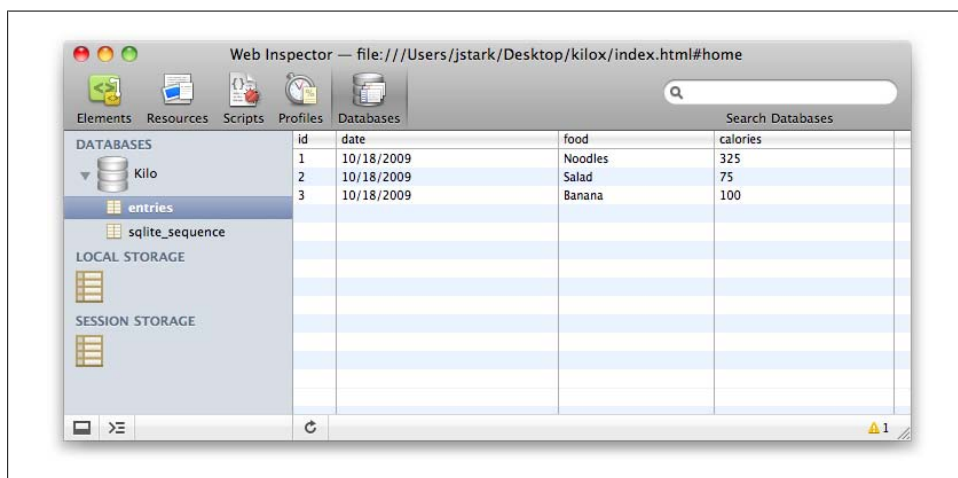 Web Inspector — file:///Users/jstark/Desktop/kilox/index.html#home
Elements Resources Scripts Profiles Databases Search Databases
DATABASES
Kilo
entries
sqlite_sequence
LOCAL STORAGE
SESSION STORAGE
id date food calories
1 10/18/2009 Noodles 325
2 10/18/2009 Salad 75
3 10/18/2009 Banana 100
1